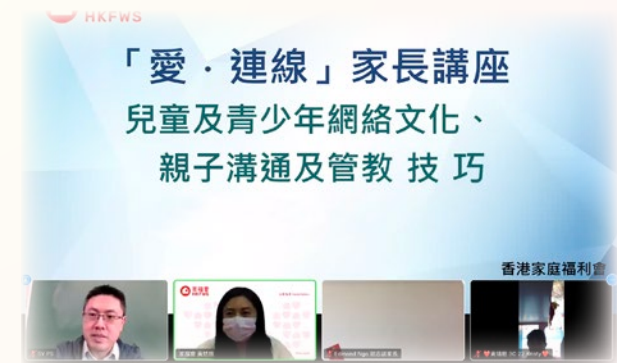 HKFWS
「愛．連線」家長講座
兒童及青少年網絡文化、
親子溝通及管教 技 巧
香港家庭福利會
HKFWS